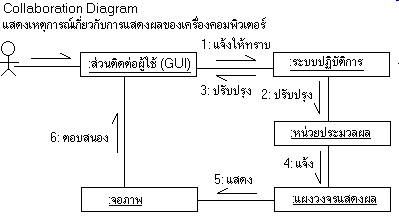 Collaboration Diagram
แสดงเหตุการณ์เกี่ยวกับการแสดงผลของเครื่องคอมพิวเตอร์
1: แจ้งให้ทราบ
:ส่วนติดต่อผู้ใช้ (GUI)
:ระบบปฏิบัติการ
3: ปรับปรุง
2: ปรับปรุง
:หน่วยประมวลผล
6: ตอบสนอง
4: แจ้ง
5: แสดง
:จอภาพ
:แผงวงจรแสดงผล